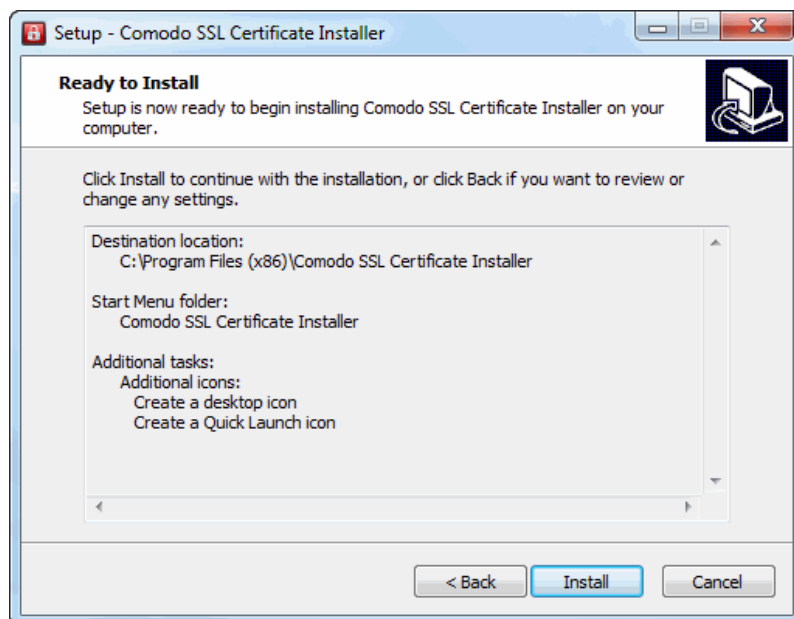 Setup - Comodo SSL Certificate Installer
Ready to Install
Setup is now ready to begin installing Comodo SSL Certificate Installer on your
computer.
Click Install to continue with the installation, or click Back if you want to review or
change any settings.
Destination location:
C:\Program Files (x86)\Comodo SSL Certificate Installer
Start Menu folder:
Comodo SSL Certificate Installer
Additional tasks:
Additional icons:
Create a desktop icon
Create a Quick Launch icon
< Back
Install
Cancel